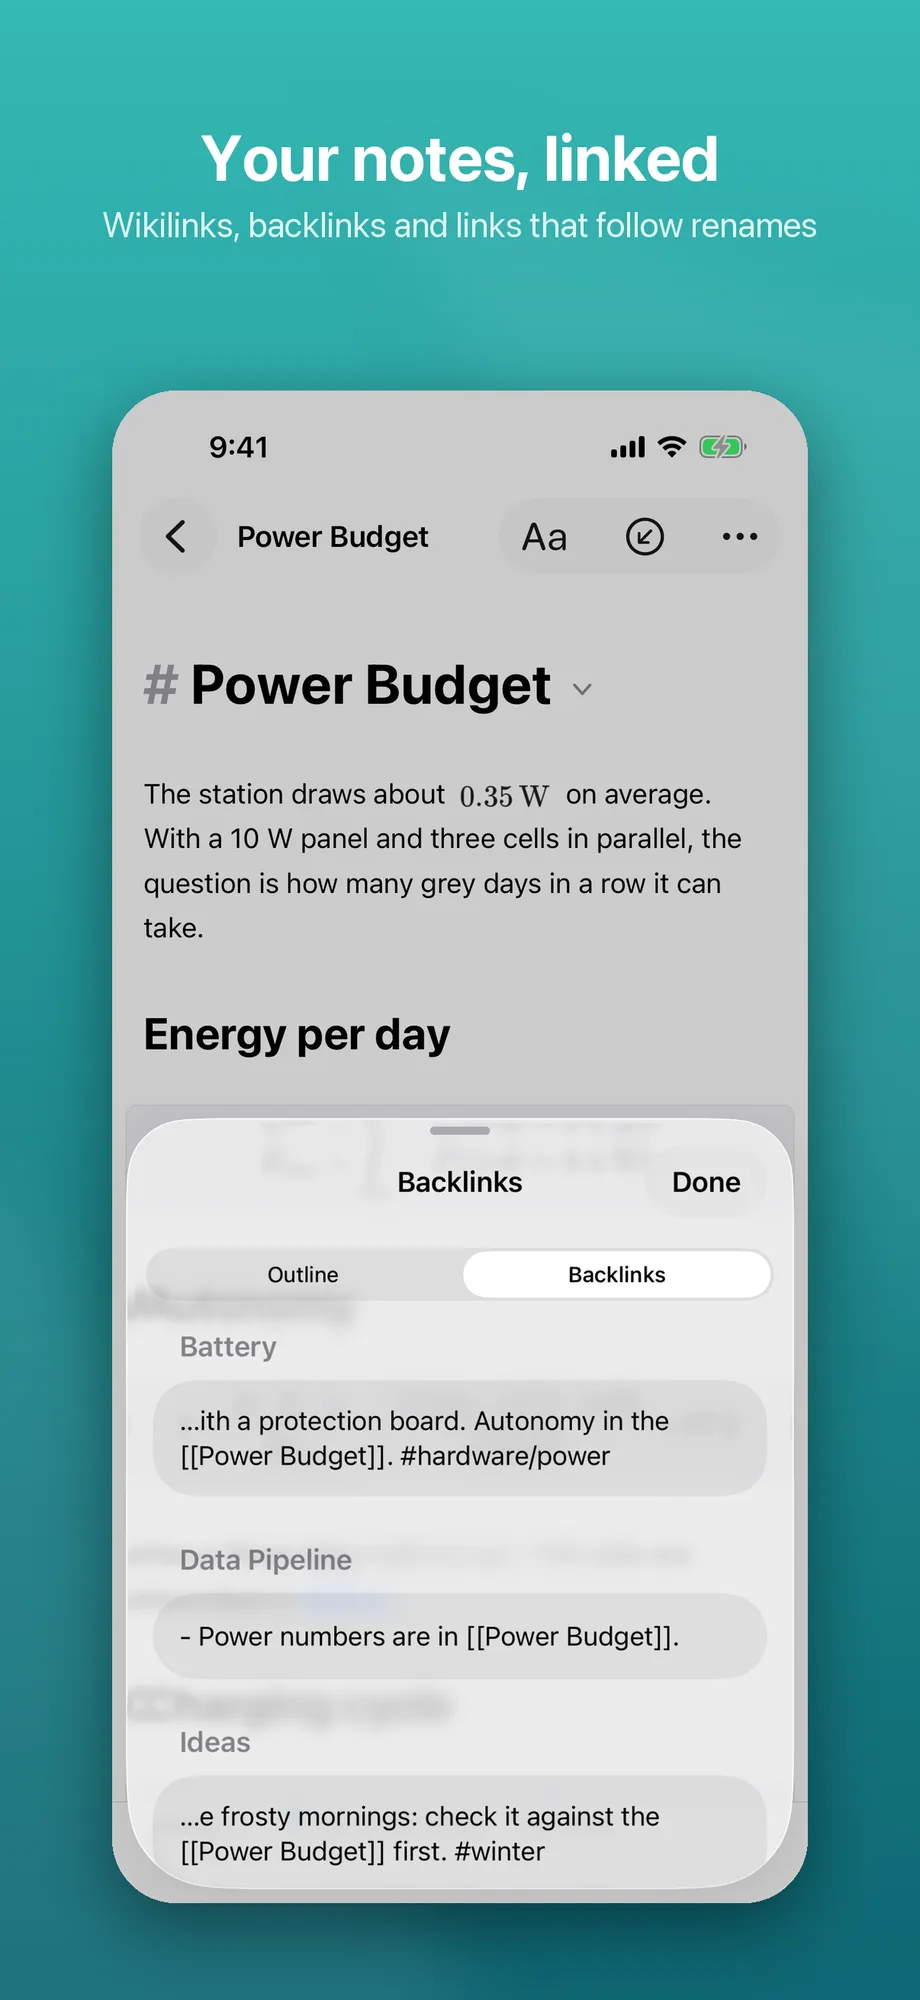 Your notes, linked
Wikilinks, backlinks and links that follow renames
9:41
Power Budget
Aa
# Power Budget
The station draws about 0.35 W on average.
With a 10 W panel and three cells in parallel, the
question is how many grey days in a row it can
take.
Energy per day
Backlinks
Done
Outline
Backlinks
Battery
...ith a protection board. Autonomy in the
[[Power Budget]]. #hardware/power
Data Pipeline
- Power numbers are in [[Power Budget]].
Ideas
...e frosty mornings: check it against the
[[Power Budget]] first. #winter